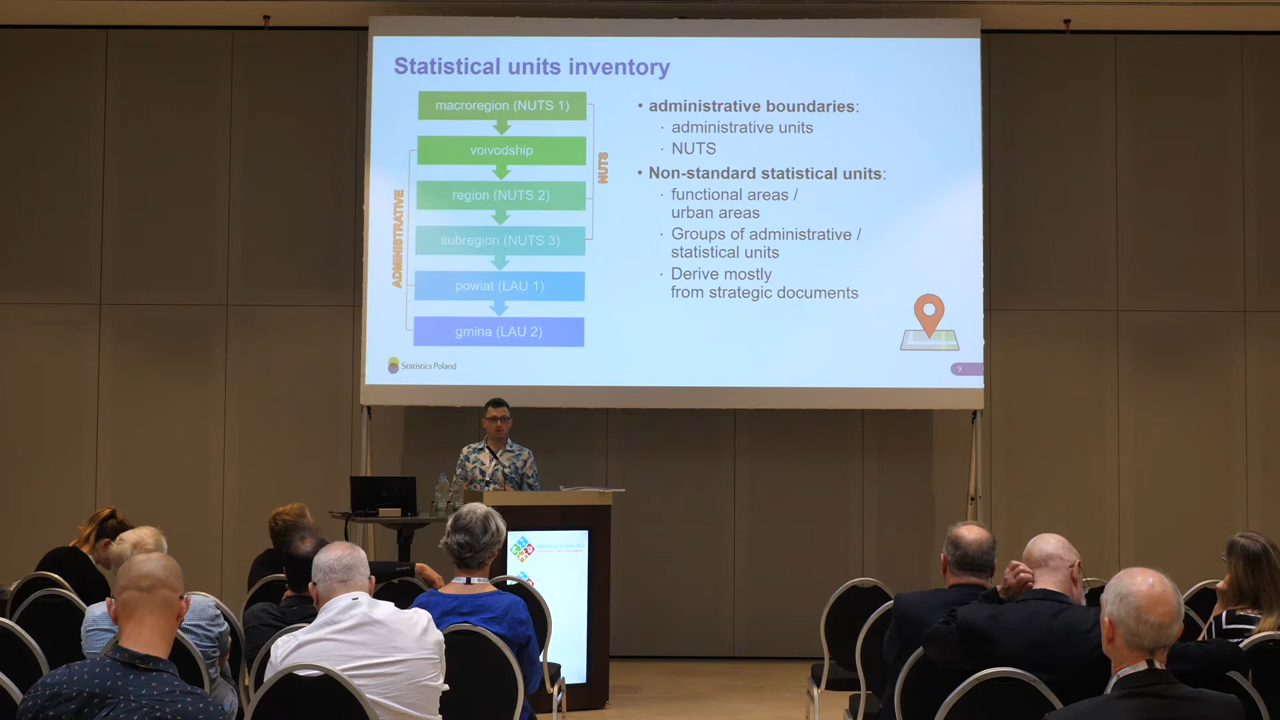 Statistical units inventory
macroregion (NUTS 1)
voivodship
region (NUTS 2)
subregion (NUTS 3)
powiat (LAU 1)
gmina (LAU 2)
ADMINISTRATIVE
NUTS
• administrative boundaries:
· administrative units
· NUTS
• Non-standard statistical units:
· functional areas /
urban areas
· Groups of administrative /
statistical units
· Derive mostly
from strategic documents
Statistics Poland
9